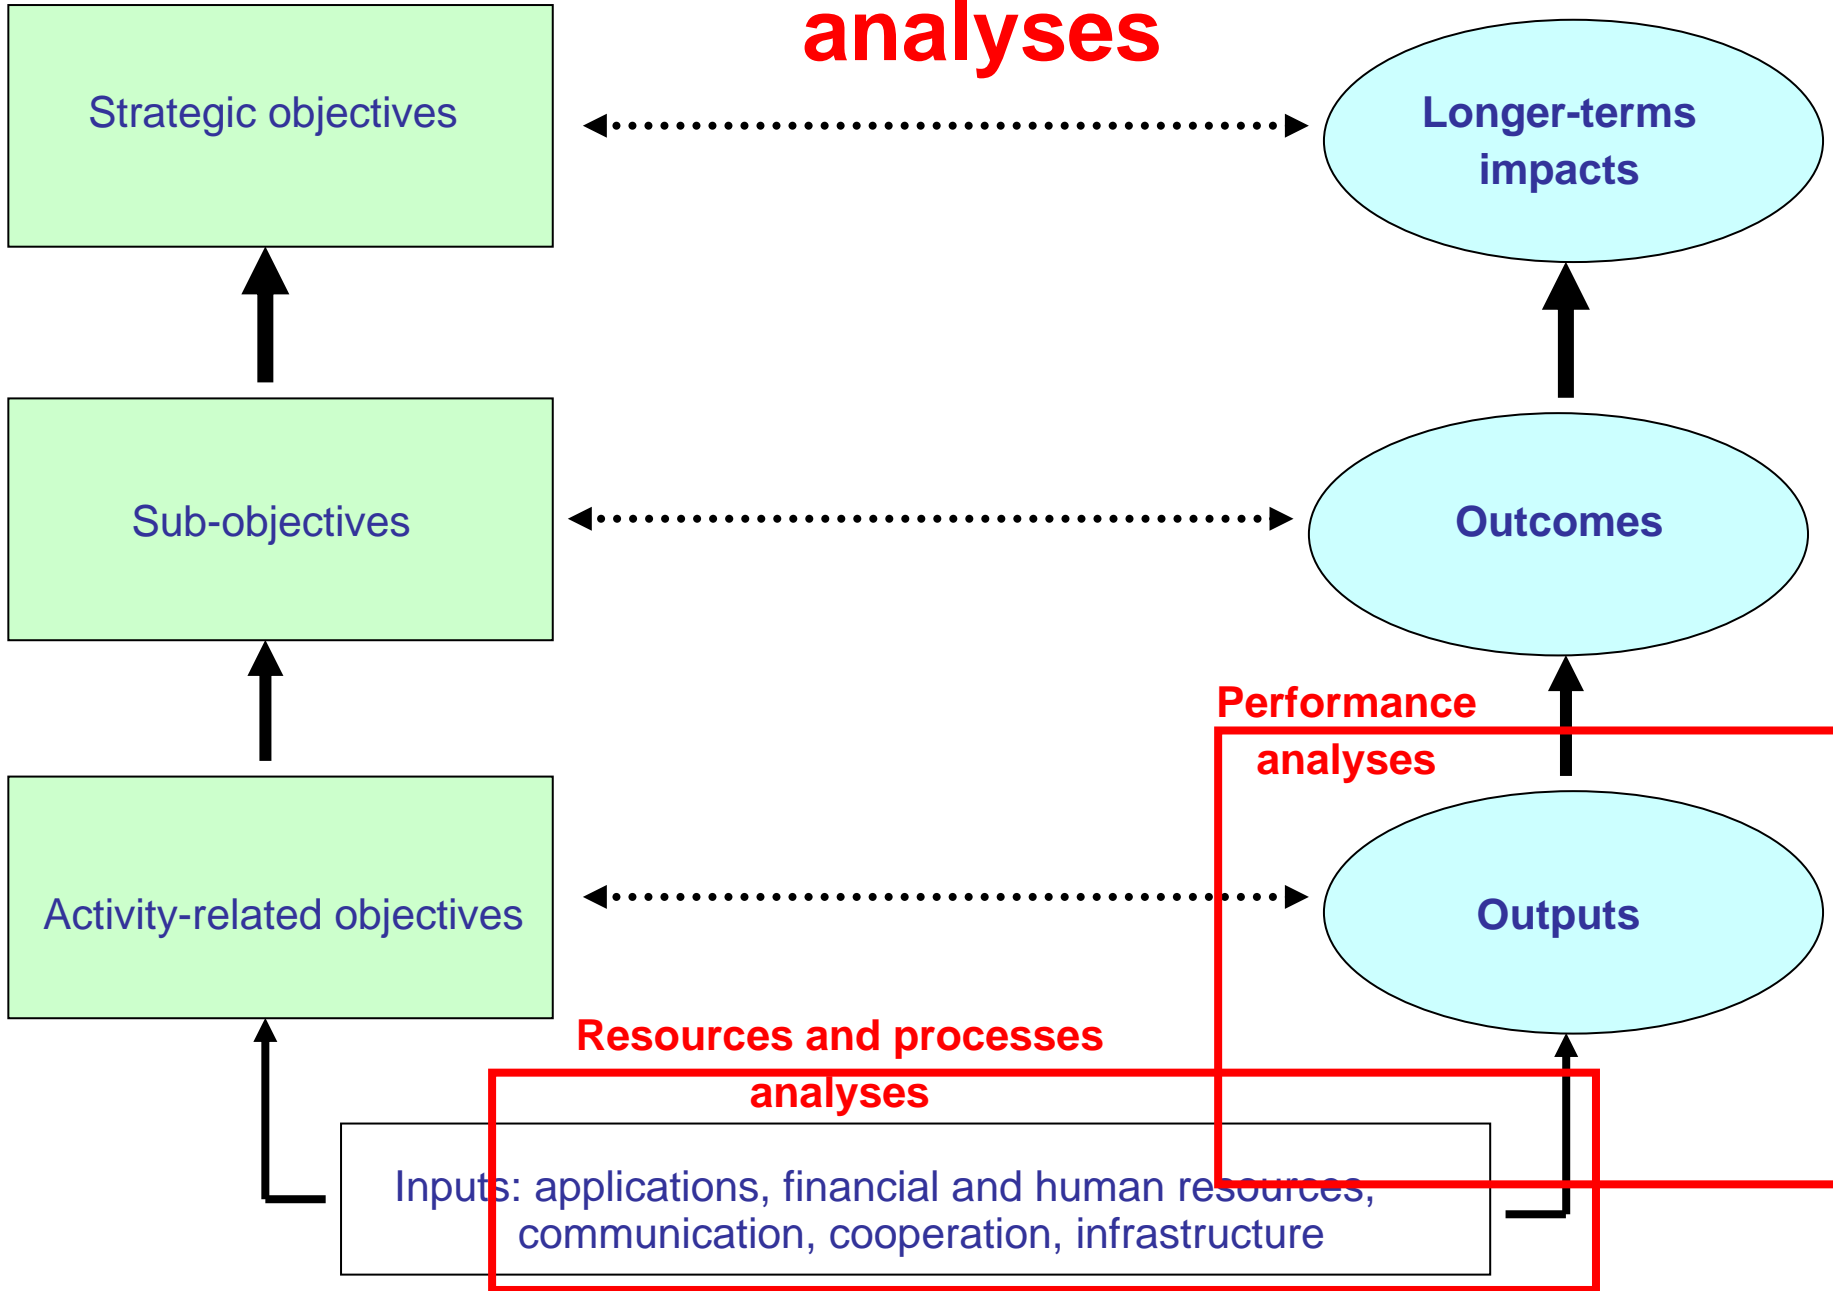 analyses
Strategic objectives
Longer-terms
impacts
Sub-objectives
Outcomes
Performance
analyses
Activity-related objectives
Outputs
Resources and processes
analyses
Inputs: applications, financial and human resources,
communication, cooperation, infrastructure